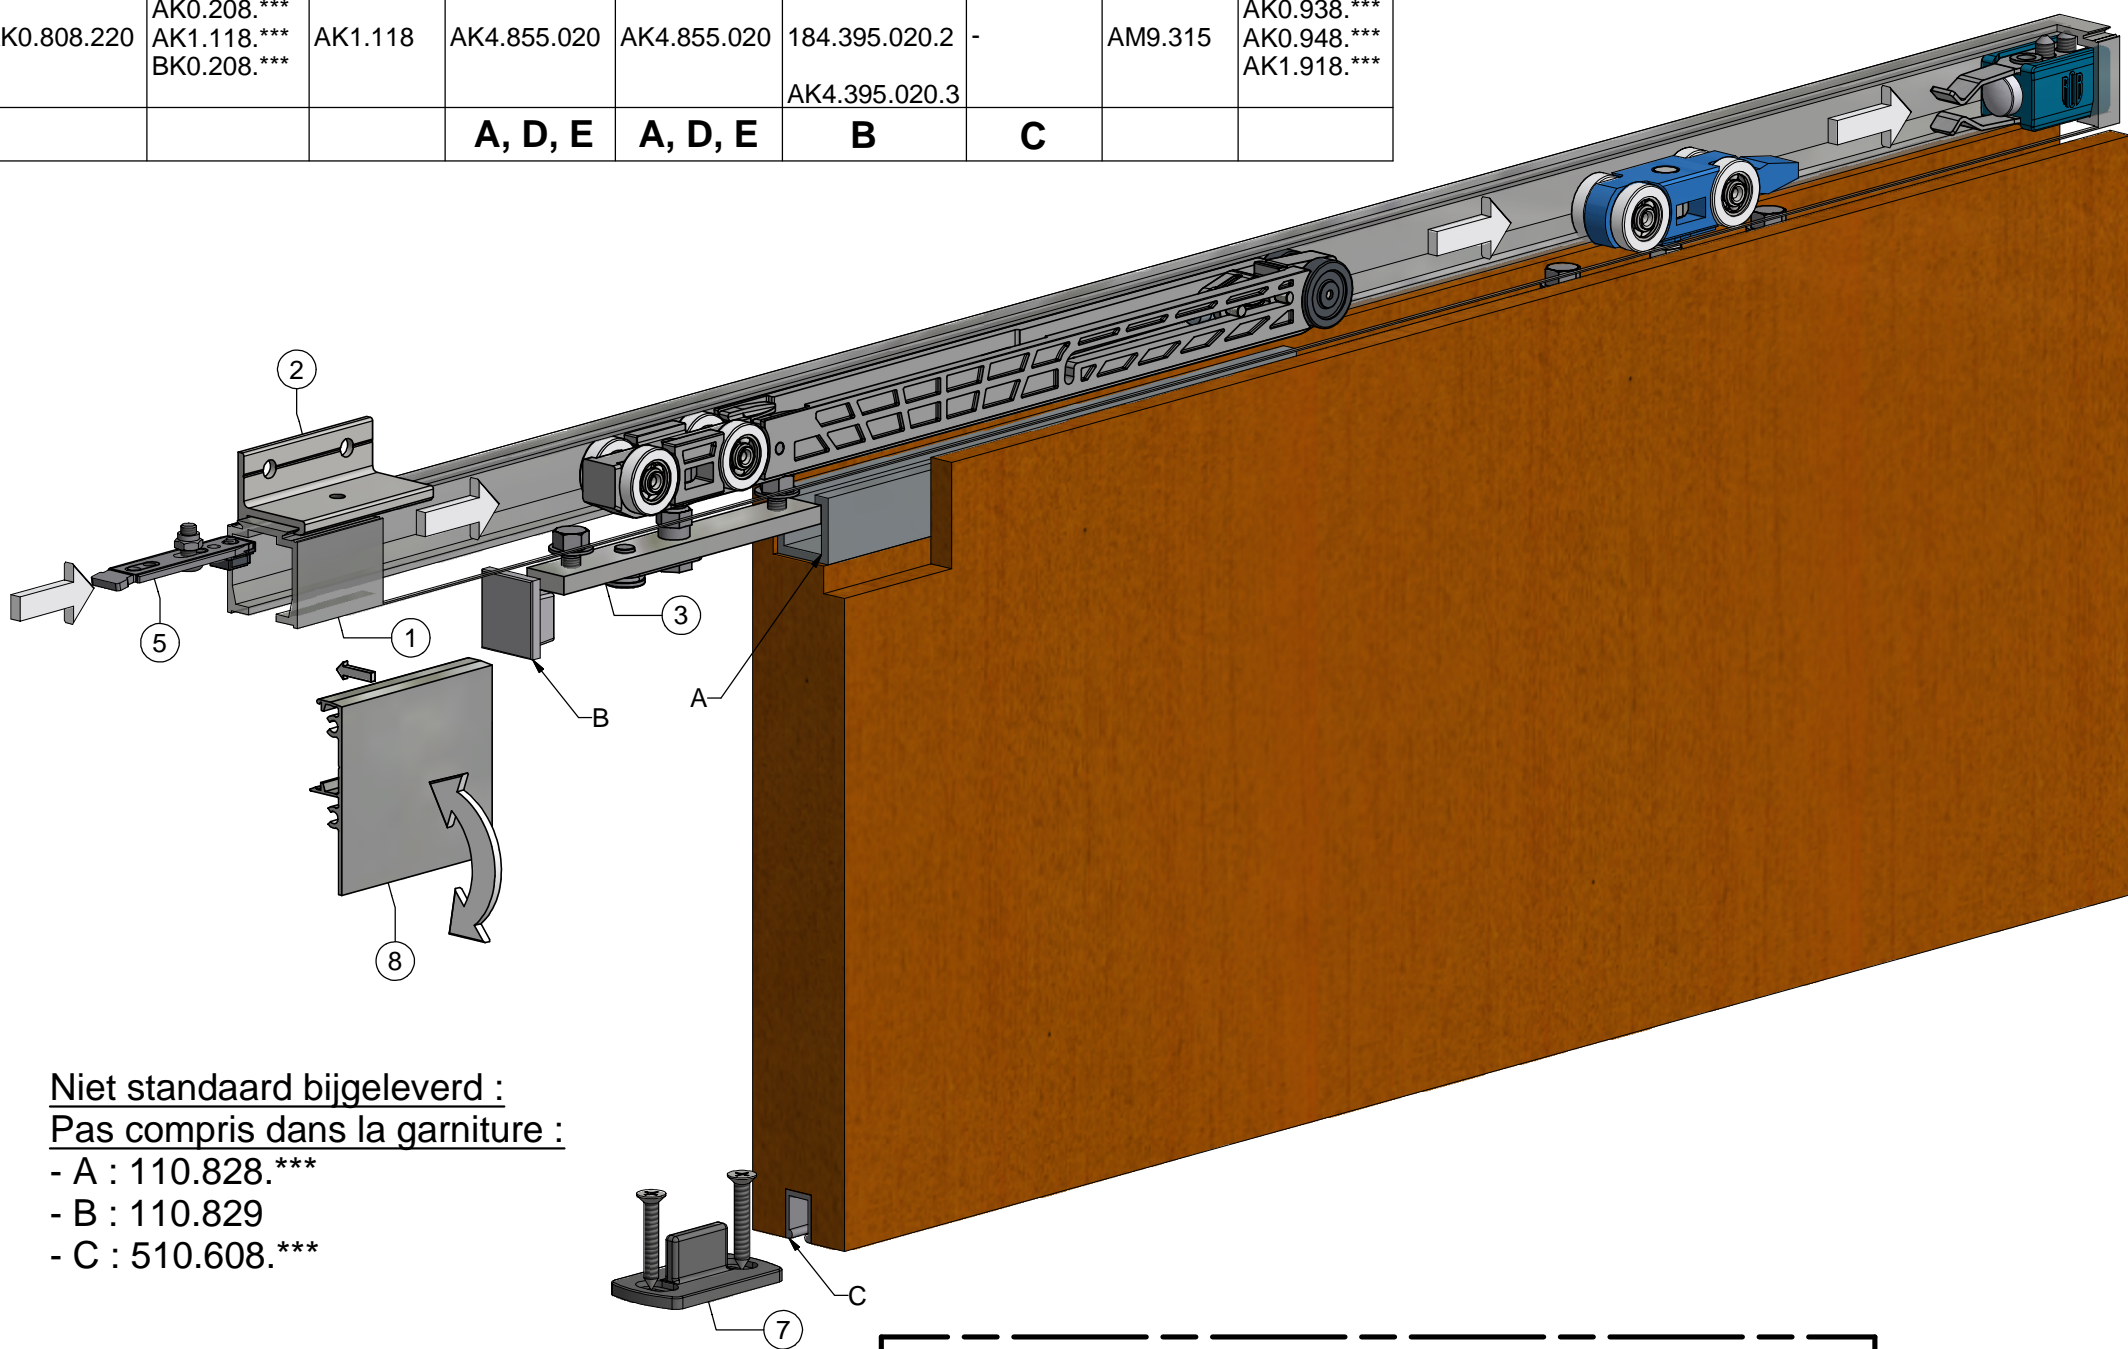 AK0.208.*** AK0.938.***
K0.808.220 AK1.118.*** AK1.118 AK4.855.020 AK4.855.020 184.395.020.2 - AM9.315 AK0.948.***
BK0.208.*** AK1.918.***
AK4.395.020.3
A, D, E A, D, E B C
2
5
1
3
B
A
8
Niet standaard bijgeleverd :
Pas compris dans la garniture :
- A : 110.828.***
- B : 110.829
- C : 510.608.***
C
7